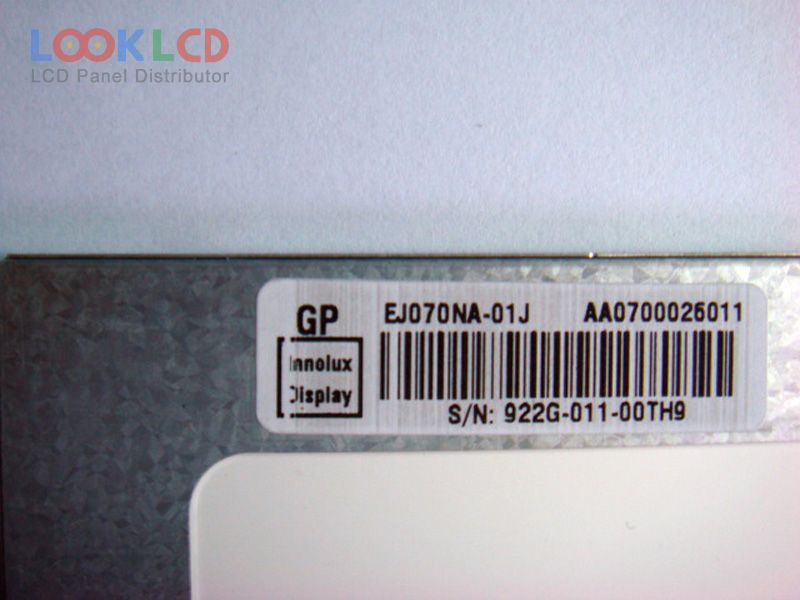 LOOKLCD
LCD Panel Distributor
GP EJ070NA-01J AA0700026011
Innolux
Display
S/N: 922G-011-00TH9